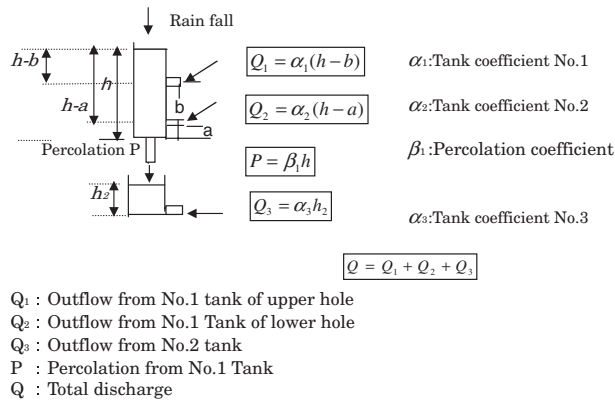 Rain fall
h-b
h
h-a
b
a
Q₁ = α₁(h − b)
α₁:Tank coefficient No.1
Q₂ = α₂(h − a)
α₂:Tank coefficient No.2
Percolation P
P = β₁h
β₁:Percolation coefficient
h₂
Q₃ = α₃h₂
α₃:Tank coefficient No.3
Q = Q₁ + Q₂ + Q₃
Q₁ : Outflow from No.1 tank of upper hole
Q₂ : Outflow from No.1 Tank of lower hole
Q₃ : Outflow from No.2 tank
P : Percolation from No.1 Tank
Q : Total discharge